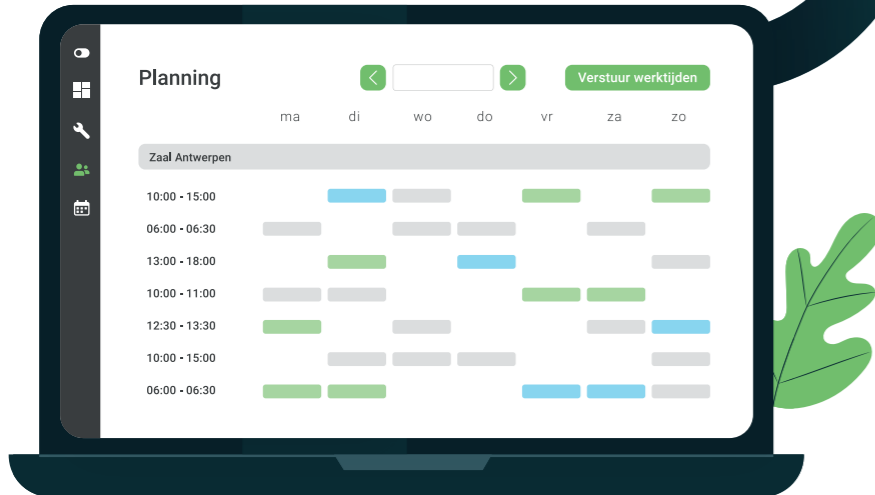 Planning
Verstuur werktijden
ma di wo do vr za zo
Zaal Antwerpen
10:00 - 15:00
06:00 - 06:30
13:00 - 18:00
10:00 - 11:00
12:30 - 13:30
10:00 - 15:00
06:00 - 06:30